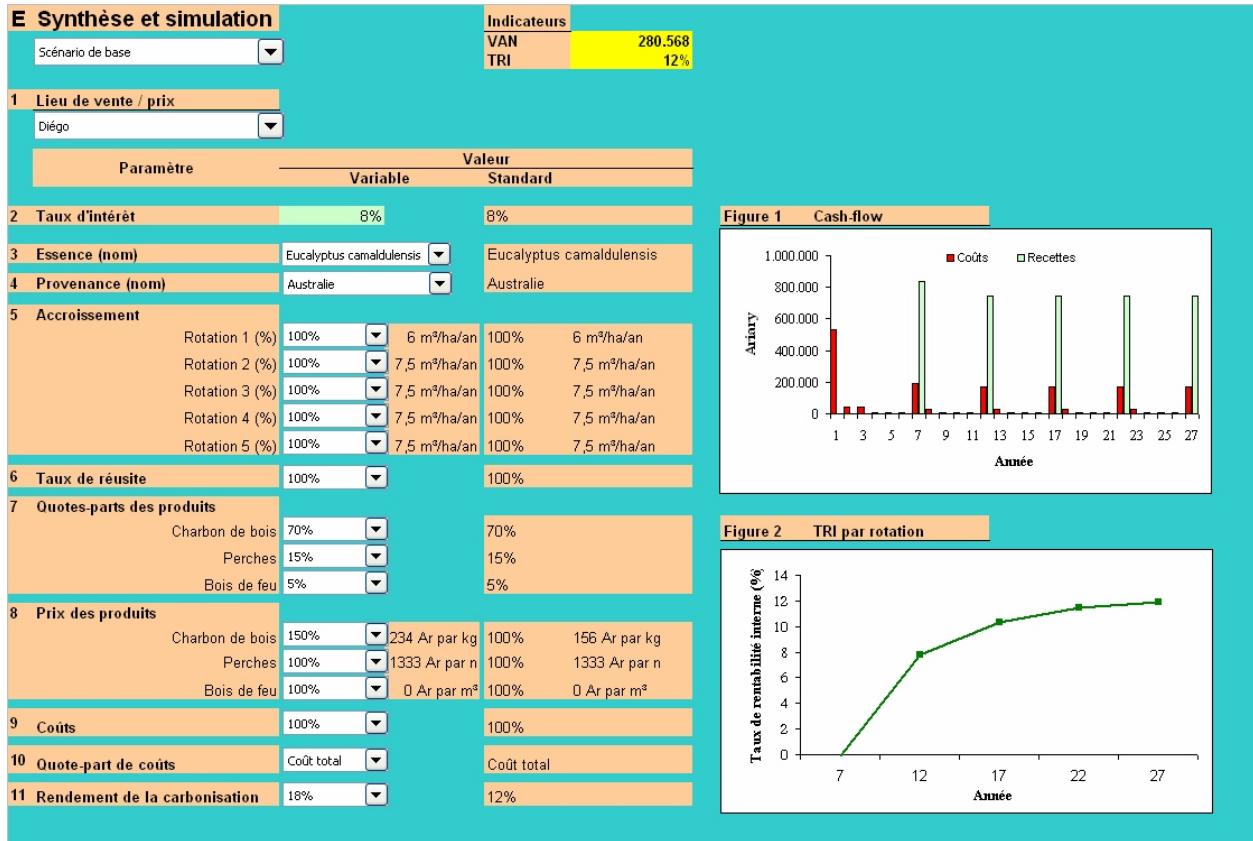 E Synthèse et simulation
Indicateurs
Scénario de base
VAN 280.568
TRI 12%
1 Lieu de vente / prix
Diégo
Paramètre
Valeur
Variable Standard
2 Taux d'intérèt 8% 8%
3 Essence (nom) Eucalyptus camaldulensis Eucalyptus camaldulensis
4 Provenance (nom) Australie Australie
5 Accroissement
Rotation 1 (%) 100% 6 m³/ha/an 100% 6 m³/ha/an
Rotation 2 (%) 100% 7,5 m³/ha/an 100% 7,5 m³/ha/an
Rotation 3 (%) 100% 7,5 m³/ha/an 100% 7,5 m³/ha/an
Rotation 4 (%) 100% 7,5 m³/ha/an 100% 7,5 m³/ha/an
Rotation 5 (%) 100% 7,5 m³/ha/an 100% 7,5 m³/ha/an
6 Taux de réusite 100% 100%
7 Quotes-parts des produits
Charbon de bois 70% 70%
Perches 15% 15%
Bois de feu 5% 5%
8 Prix des produits
Charbon de bois 150% 234 Ar par kg 100% 156 Ar par kg
Perches 100% 1333 Ar par n 100% 1333 Ar par n
Bois de feu 100% 0 Ar par m³ 100% 0 Ar par m³
9 Coûts 100% 100%
10 Quote-part de coûts Coût total Coût total
11 Rendement de la carbonisation 18% 12%
Figure 1 Cash-flow
Coûts Recettes
1.000.000
800.000
600.000
400.000
200.000
0
Ariary
1 3 5 7 9 11 13 15 17 19 21 23 25 27
Année
Figure 2 TRI par rotation
Taux de rentabilité interne (%)
14
12
10
8
6
4
2
0
7 12 17 22 27
Année